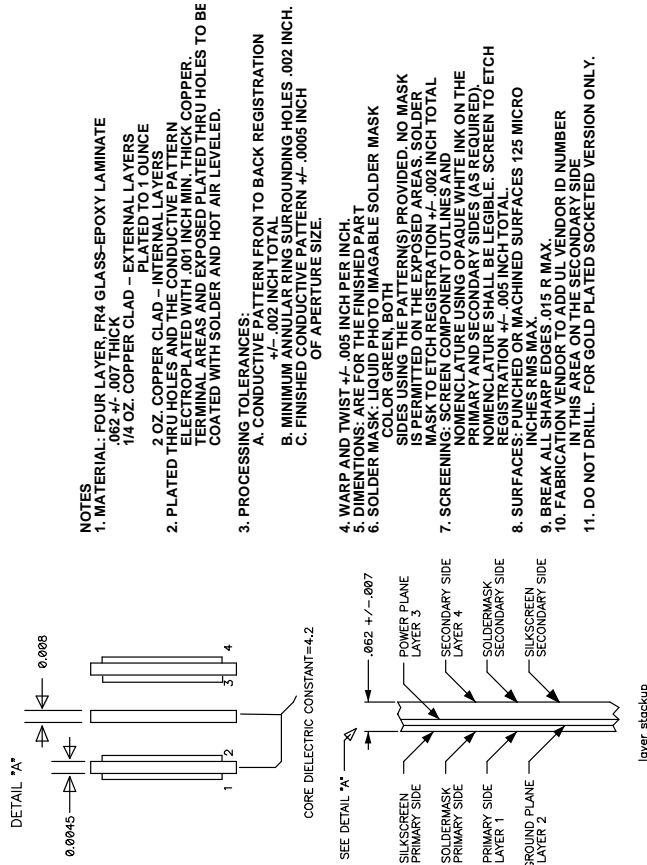 NOTES
1. MATERIAL: FOUR LAYER, FR4 GLASS-EPOXY LAMINATE
.062 +/- .007 THICK
1/4 OZ. COPPER CLAD – EXTERNAL LAYERS
PLATED TO 1 OUNCE
2 OZ. COPPER CLAD – INTERNAL LAYERS
2. PLATED THRU HOLES AND THE CONDUCTIVE PATTERN
ELECTROPLATED WITH .001 INCH MIN. THICK COPPER.
TERMINAL AREAS AND EXPOSED PLATED THRU HOLES TO BE
COATED WITH SOLDER AND HOT AIR LEVELED.
3. PROCESSING TOLERANCES:
A. CONDUCTIVE PATTERN FRON TO BACK REGISTRATION
+/- .002 INCH TOTAL
B. MINIMUM ANNULAR RING SURROUNDING HOLES .002 INCH.
C. FINISHED CONDUCTIVE PATTERN +/- .0005 INCH
OF APERTURE SIZE.
4. WARP AND TWIST +/- .005 INCH PER INCH.
5. DIMENTIONS: ARE FOR THE FINISHED PART
6. SOLDER MASK: LIQUID PHOTO IMAGABLE SOLDER MASK
COLOR GREEN, BOTH
SIDES USING THE PATTERN(S) PROVIDED. NO MASK
IS PERMITTED ON THE EXPOSED AREAS, SOLDER
MASK TO ETCH REGISTRATION +/- .002 INCH TOTAL
7. SCREENING: SCREEN COMPONENT OUTLINES AND
NOMENCLATURE USING OPAQUE WHITE INK ON THE
PRIMARY AND SECONDARY SIDES (AS REQUIRED).
NOMENCLATURE SHALL BE LEGIBLE. SCREEN TO ETCH
REGISTRATION +/- .005 INCH TOTAL.
8. SURFACES: PUNCHED OR MACHINED SURFACES 125 MICRO
INCHES RMS MAX.
9. BREAK ALL SHARP EDGES .015 R MAX.
10. FABRICATION VENDOR TO ADD UL VENDOR ID NUMBER
IN THIS AREA ON THE SECONDARY SIDE
11. DO NOT DRILL. FOR GOLD PLATED SOCKETED VERSION ONLY.
DETAIL "A"
0.0045
0.008
1
2
3
4
CORE DIELECTRIC CONSTANT=4.2
SEE DETAIL "A"
.062 +/-.007
SILKSCREEN
PRIMARY SIDE
SOLDERMASK
PRIMARY SIDE
PRIMARY SIDE
LAYER 1
GROUND PLANE
LAYER 2
POWER PLANE
LAYER 3
SECONDARY SIDE
LAYER 4
SOLDERMASK
SECONDARY SIDE
SILKSCREEN
SECONDARY SIDE
layer stackup